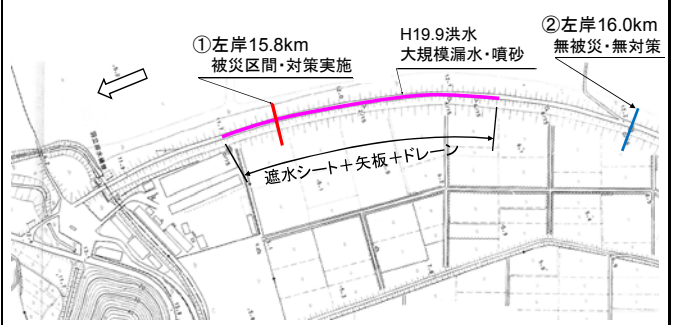 ①左岸15.8km
被災区間・対策実施
H19.9洪水
大規模漏水・噴砂
②左岸16.0km
無被災・無対策
遮水シート＋矢板＋ドレーン